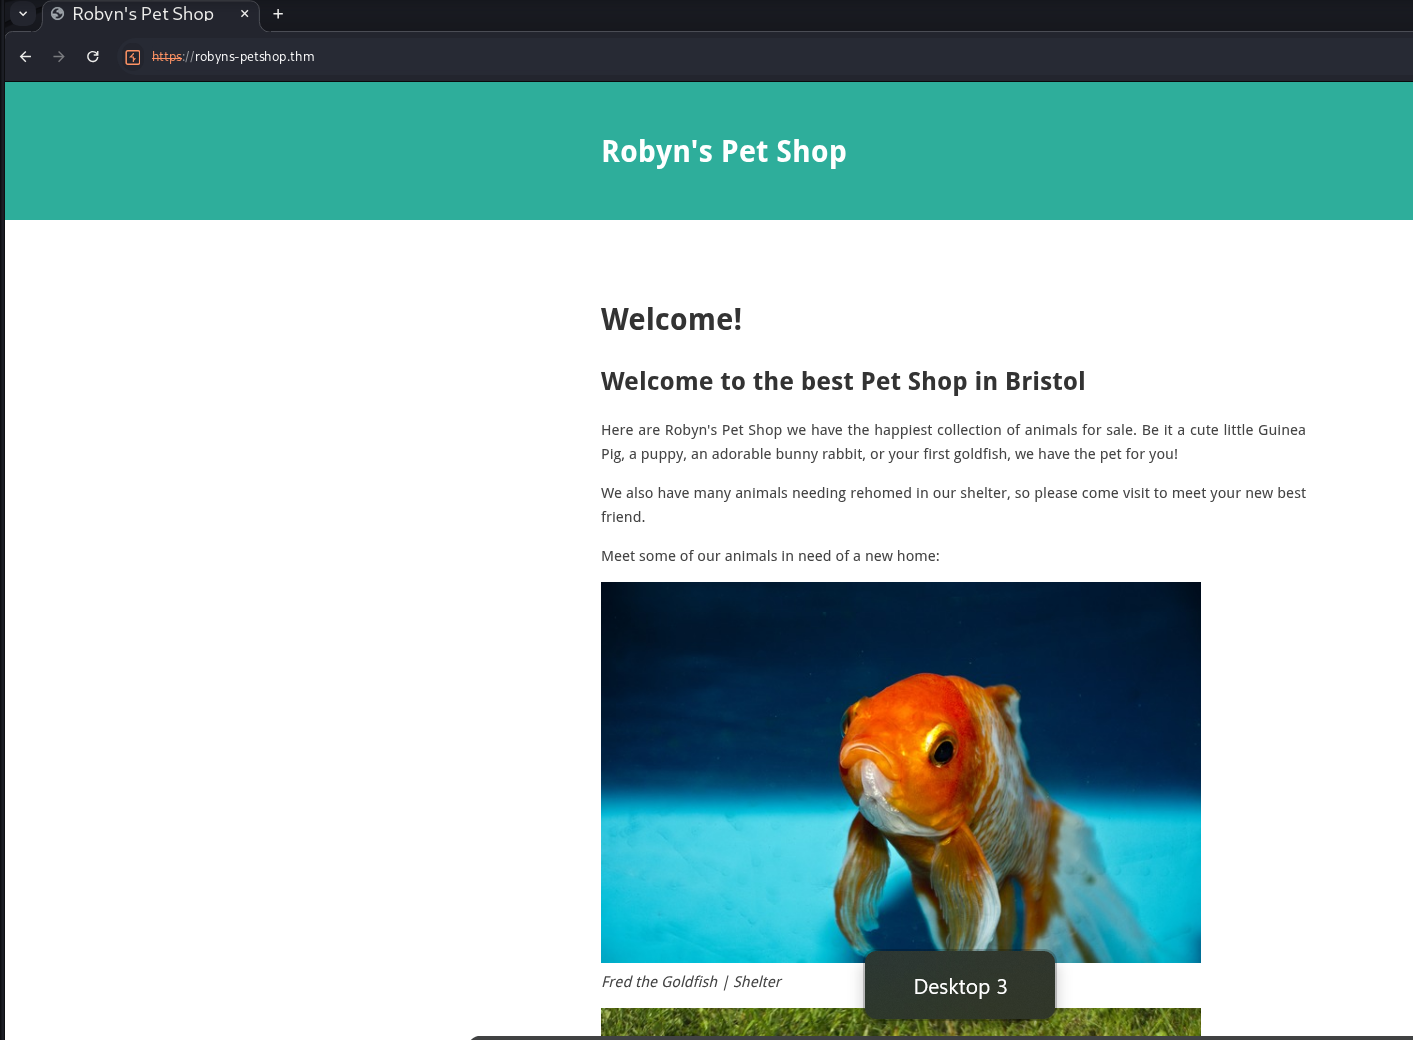 Robyn's Pet Shop
https://robyns-petshop.thm
Robyn's Pet Shop
Welcome!
Welcome to the best Pet Shop in Bristol
Here are Robyn's Pet Shop we have the happiest collection of animals for sale. Be it a cute little Guinea
Pig, a puppy, an adorable bunny rabbit, or your first goldfish, we have the pet for you!
We also have many animals needing rehomed in our shelter, so please come visit to meet your new best
friend.
Meet some of our animals in need of a new home:
Fred the Goldfish | Shelter
Desktop 3